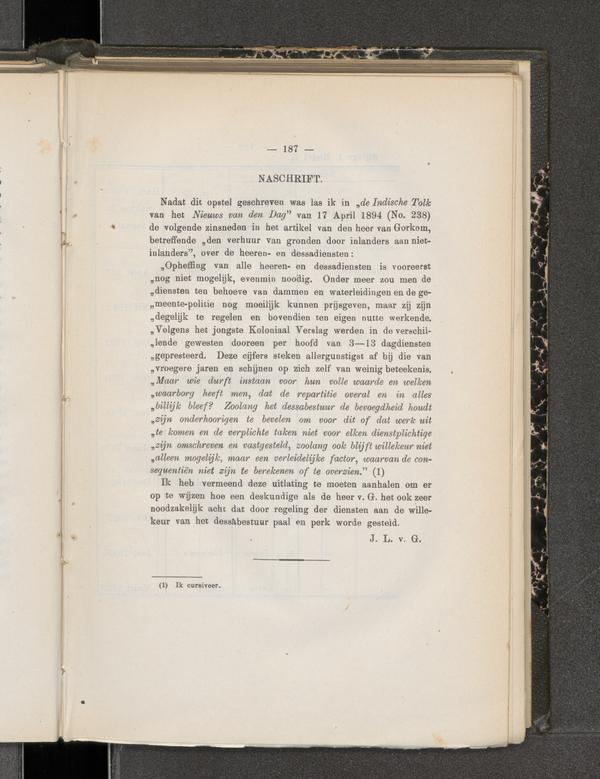 — 187 —
NASCHRIFT.
Nadat dit opstel geschreven was las ik in „de Indische Tolk
van het Nieuws van den Dag” van 17 April 1894 (No. 238)
de volgende zinsneden in het artikel van den heer van Gorkom,
betreffende „den verhuur van gronden door inlanders aan niet-
inlanders”, over de heeren- en dessadiensten:
„Opheffing van alle heeren- en dessadiensten is vooreerst
„nog niet mogelijk, evenmin noodig. Onder meer zou men de
„diensten ten behoeve van dammen en waterleidingen en de ge-
„meente-politie nog moeilijk kunnen prijsgeven, maar zij zijn
„degelijk te regelen en bovendien ten eigen nutte werkende.
„Volgens het jongste Koloniaal Verslag werden in de verschil-
„lende gewesten dooreen per hoofd van 3—13 dagdiensten
„gepresteerd. Deze cijfers steken allergunstigst af bij die van
„vroegere jaren en schijnen op zich zelf van weinig beteekenis.
„Maar wie durft instaan voor hun volle waarde en welken
„waarborg heeft men, dat de repartitie overal en in alles
„billijk bleef? Zoolang het dessabestuur de bevoegdheid houdt
„zijn onderhoorigen te bevelen om voor dit of dat werk uit
„te komen en de verplichte taken niet voor elken dienstplichtige
„zijn omschreven en vastgesteld, zoolang ook blijft willekeur niet
„alleen mogelijk, maar een verleidelijke factor, waarvan de con-
sequentiën niet zijn te berekenen of te overzien.” (1)
Ik heb vermeend deze uitlating te moeten aanhalen om er
op te wijzen hoe een deskundige als de heer v. G. het ook zeer
noodzakelijk acht dat door regeling der diensten aan de wille-
keur van het dessabestuur paal en perk worde gesteld.
J. L. v. G.
(1) Ik cursiveer.